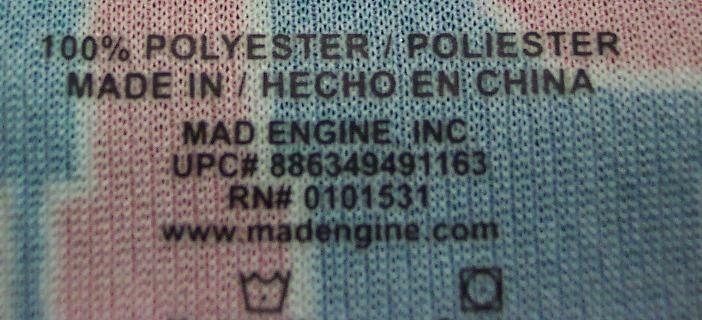 100% POLYESTER / POLIESTER
MADE IN / HECHO EN CHINA
MAD ENGINE, INC.
UPC# 886349491163
RN# 0101531
www.madengine.com